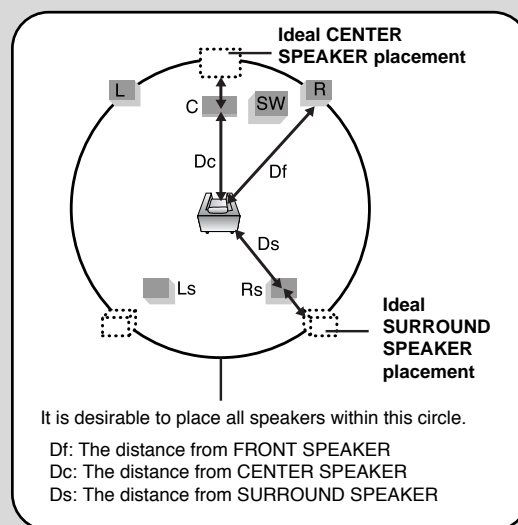 Ideal CENTER
SPEAKER placement
L
R
C
SW
Dc
Df
Ds
Ls
Rs
Ideal
SURROUND
SPEAKER
placement
It is desirable to place all speakers within this circle.
Df: The distance from FRONT SPEAKER
Dc: The distance from CENTER SPEAKER
Ds: The distance from SURROUND SPEAKER